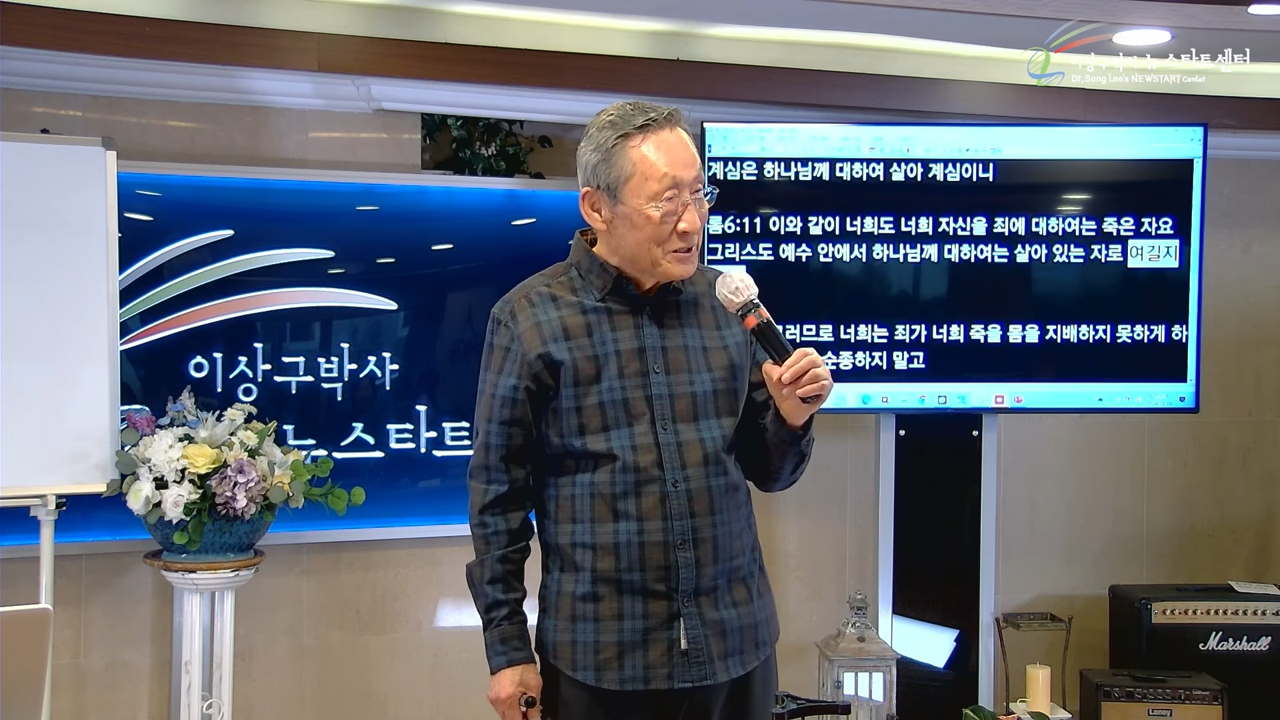 스타트센터
Dr. Sang Lee's NEWSTART Center
계심은 하나님께 대하여 살아 계심이니
롬6:11 이와 같이 너희도 너희 자신을 죄에 대하여는 죽은 자요
그리스도 예수 안에서 하나님께 대하여는 살아 있는 자로 여길지
러므로 너희는 죄가 너희 죽을 몸을 지배하지 못하게 하
순종하지 말고
이상구박사
뉴스타트
Marshall
Laney